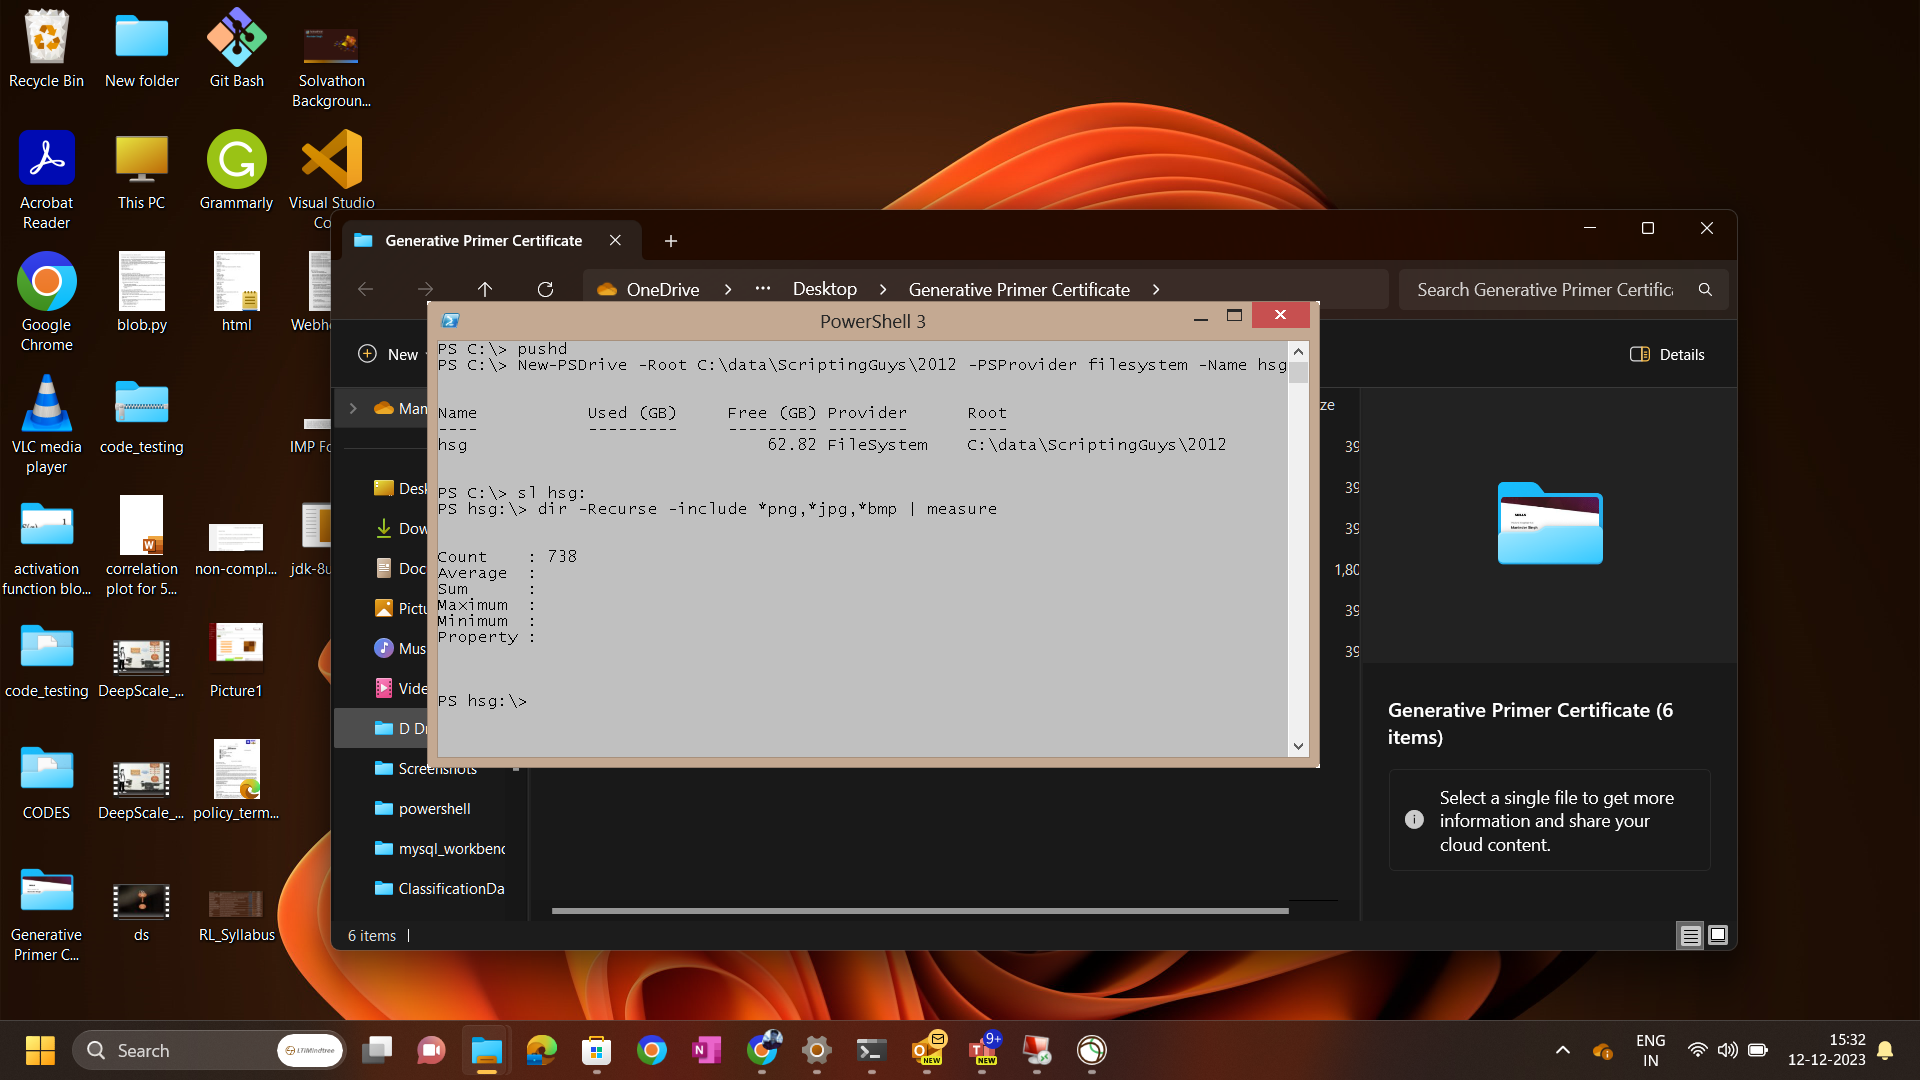 Recycle Bin
New folder
Git Bash
Solvathon
Backgroun...
Acrobat
Reader
This PC
Grammarly
Visual Studio
Co
Google
Chrome
blob.py
html
Webh
VLC media
player
code_testing
IMP Fo
activation
function blo...
correlation
plot for 5...
non-compl...
jdk-8u
code_testing
DeepScale_...
Picture1
CODES
DeepScale_...
policy_term...
Generative
Primer C...
ds
RL_Syllabus
Generative Primer Certificate
OneDrive
...
Desktop
Generative Primer Certificate
Search Generative Primer Certific
New
Details
Man
Desk
Dow
Doc
Pictu
Mus
Vide
D Dr
Screenshots
powershell
mysql_workbenc
ClassificationDa
ze
39
39
39
1,80
39
39
Generative Primer Certificate (6
items)
Select a single file to get more
information and share your
cloud content.
6 items
PowerShell 3
PS C:\> pushd
PS C:\> New-PSDrive -Root C:\data\ScriptingGuys\2012 -PSProvider filesystem -Name hsg
Name Used (GB) Free (GB) Provider Root
---- --------- --------- -------- ----
hsg 62.82 FileSystem C:\data\ScriptingGuys\2012
PS C:\> sl hsg:
PS hsg:\> dir -Recurse -include *png,*jpg,*bmp | measure
Count : 738
Average :
Sum :
Maximum :
Minimum :
Property :
PS hsg:\>
Search
LTIMindtree
NEW
9+
NEW
ENG
IN
15:32
12-12-2023